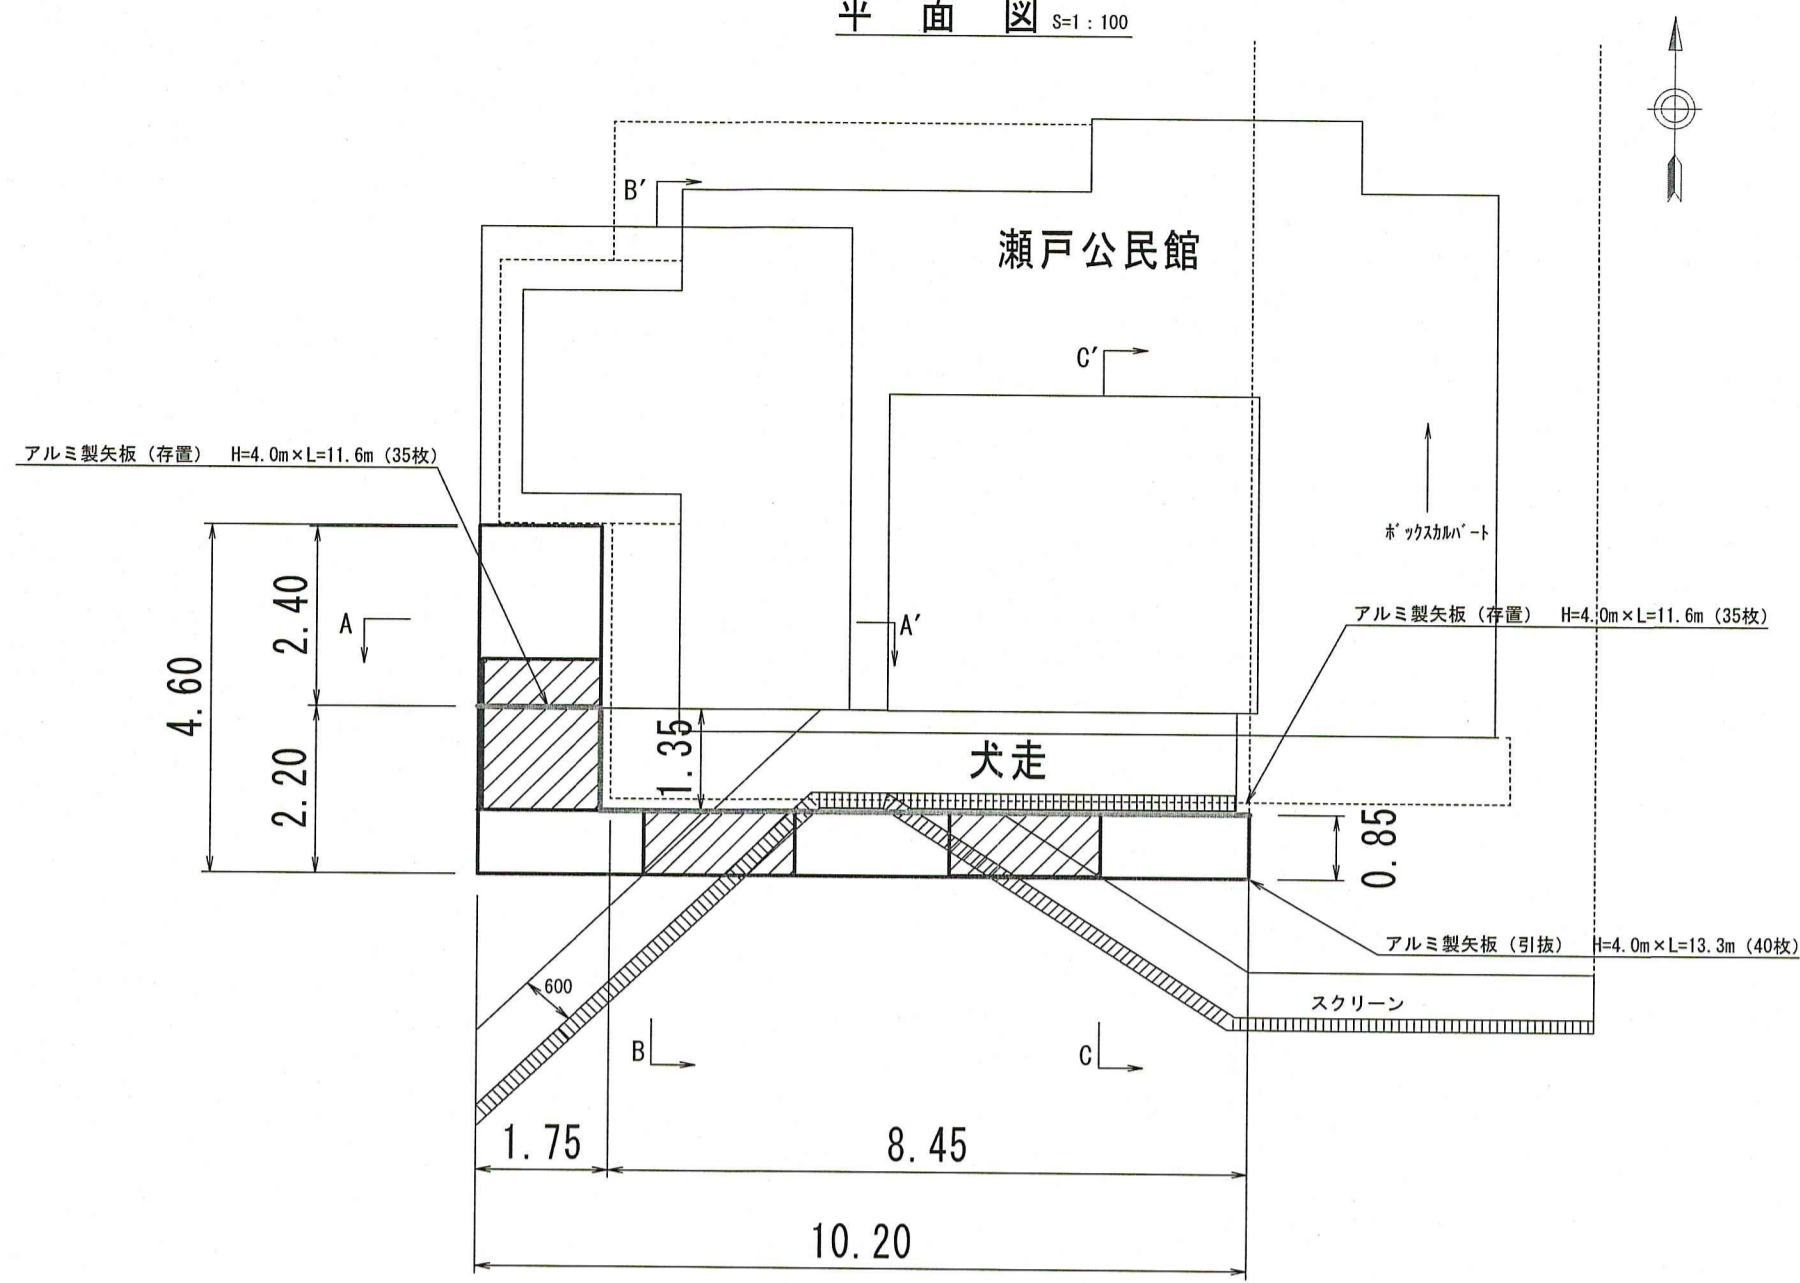 平 面 図 S=1:100
B′
瀬戸公民館
C′
アルミ製矢板（存置） H=4.0m×L=11.6m（35枚）
ボックスカルバート
2.40
A
A′
アルミ製矢板（存置） H=4.0m×L=11.6m（35枚）
4.60
1.35
犬走
2.20
0.85
アルミ製矢板（引抜） H=4.0m×L=13.3m（40枚）
600
スクリーン
B
C
1.75
8.45
10.20